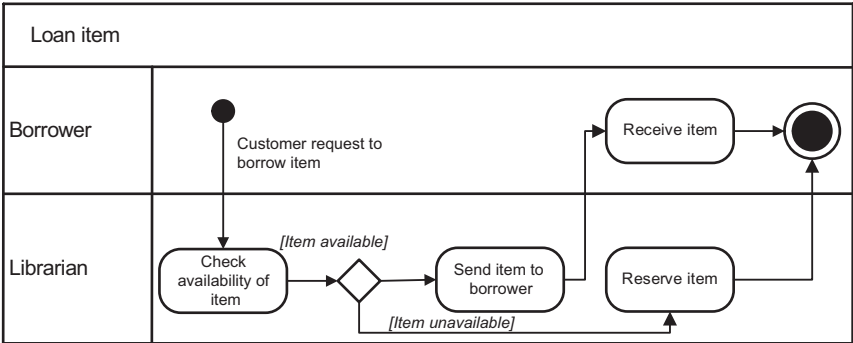 Loan item
Borrower
Customer request to
borrow item
Receive item
Librarian
Check
availability of
item
[Item available]
Send item to
borrower
Reserve item
[Item unavailable]